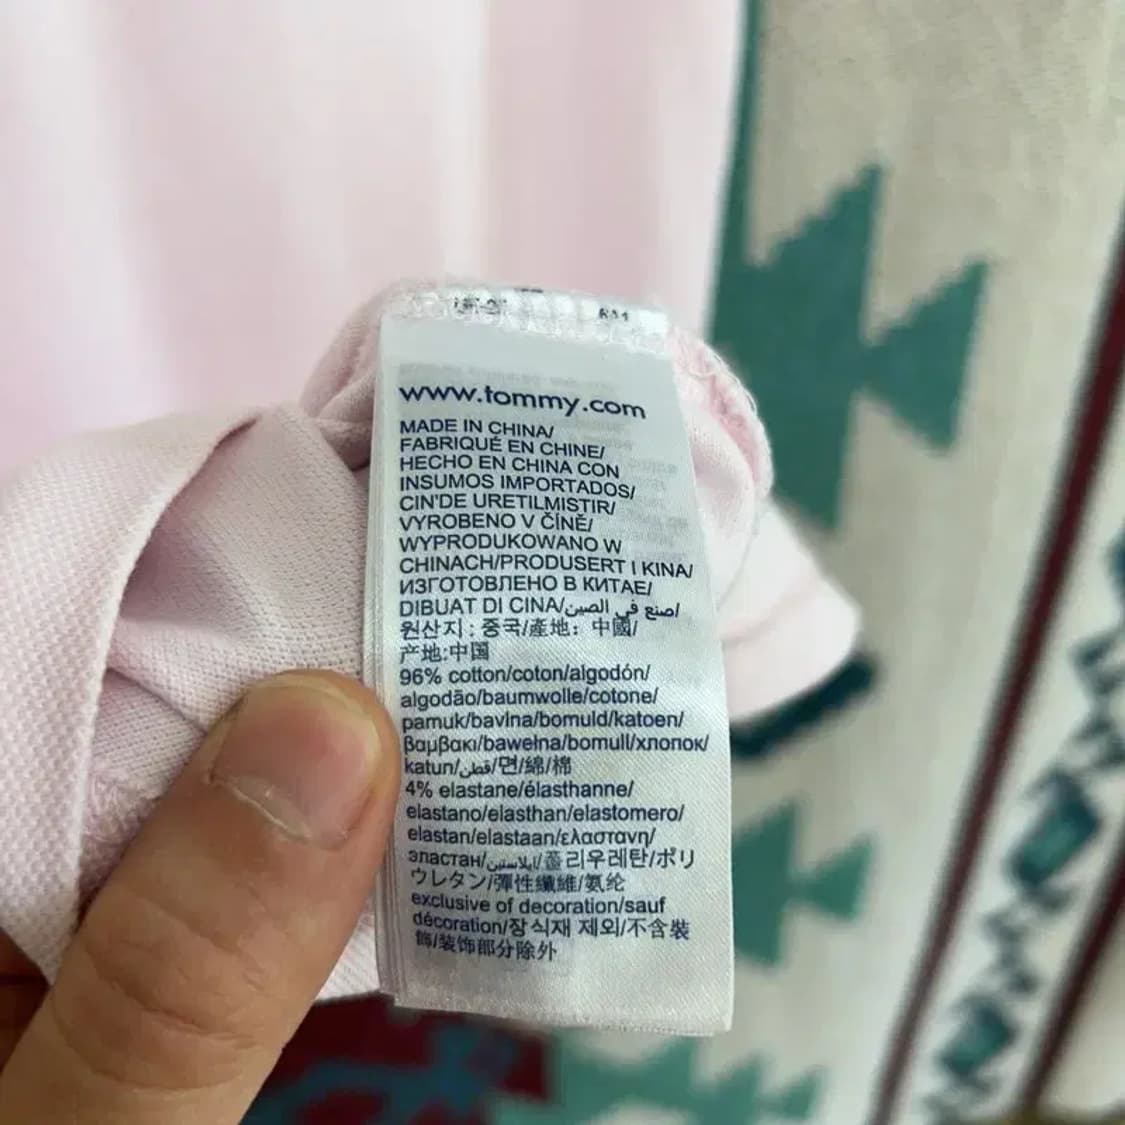 www.tommy.com
MADE IN CHINA/
FABRIQUÉ EN CHINE/
HECHO EN CHINA CON
INSUMOS IMPORTADOS/
CIN'DE URETILMISTIR/
VYROBENO V ČÍNĚ/
WYPRODUKOWANO W
CHINACH/PRODUSERT I KINA/
ИЗГОТОВЛЕНО В КИТАЕ/
DIBUAT DI CINA/اصنع في الصين/
원산지 : 중국/產地: 中國/
产地:中国
96% cotton/coton/algodón/
algodão/baumwolle/cotone/
pamuk/bavlna/bomuld/katoen/
βαμβακι/bawełna/bomull/хлопок/
katun/قطن/면/綿/棉
4% elastane/élasthanne/
elastano/elasthan/elastomero/
elastan/elastaan/ελαστανη/
эластан/ايلاستين/폴리우레탄/ポリ
ウレタン/彈性纖維/氨纶
exclusive of decoration/sauf
décoration/장식재 제외/不含裝
飾/装饰部分除外